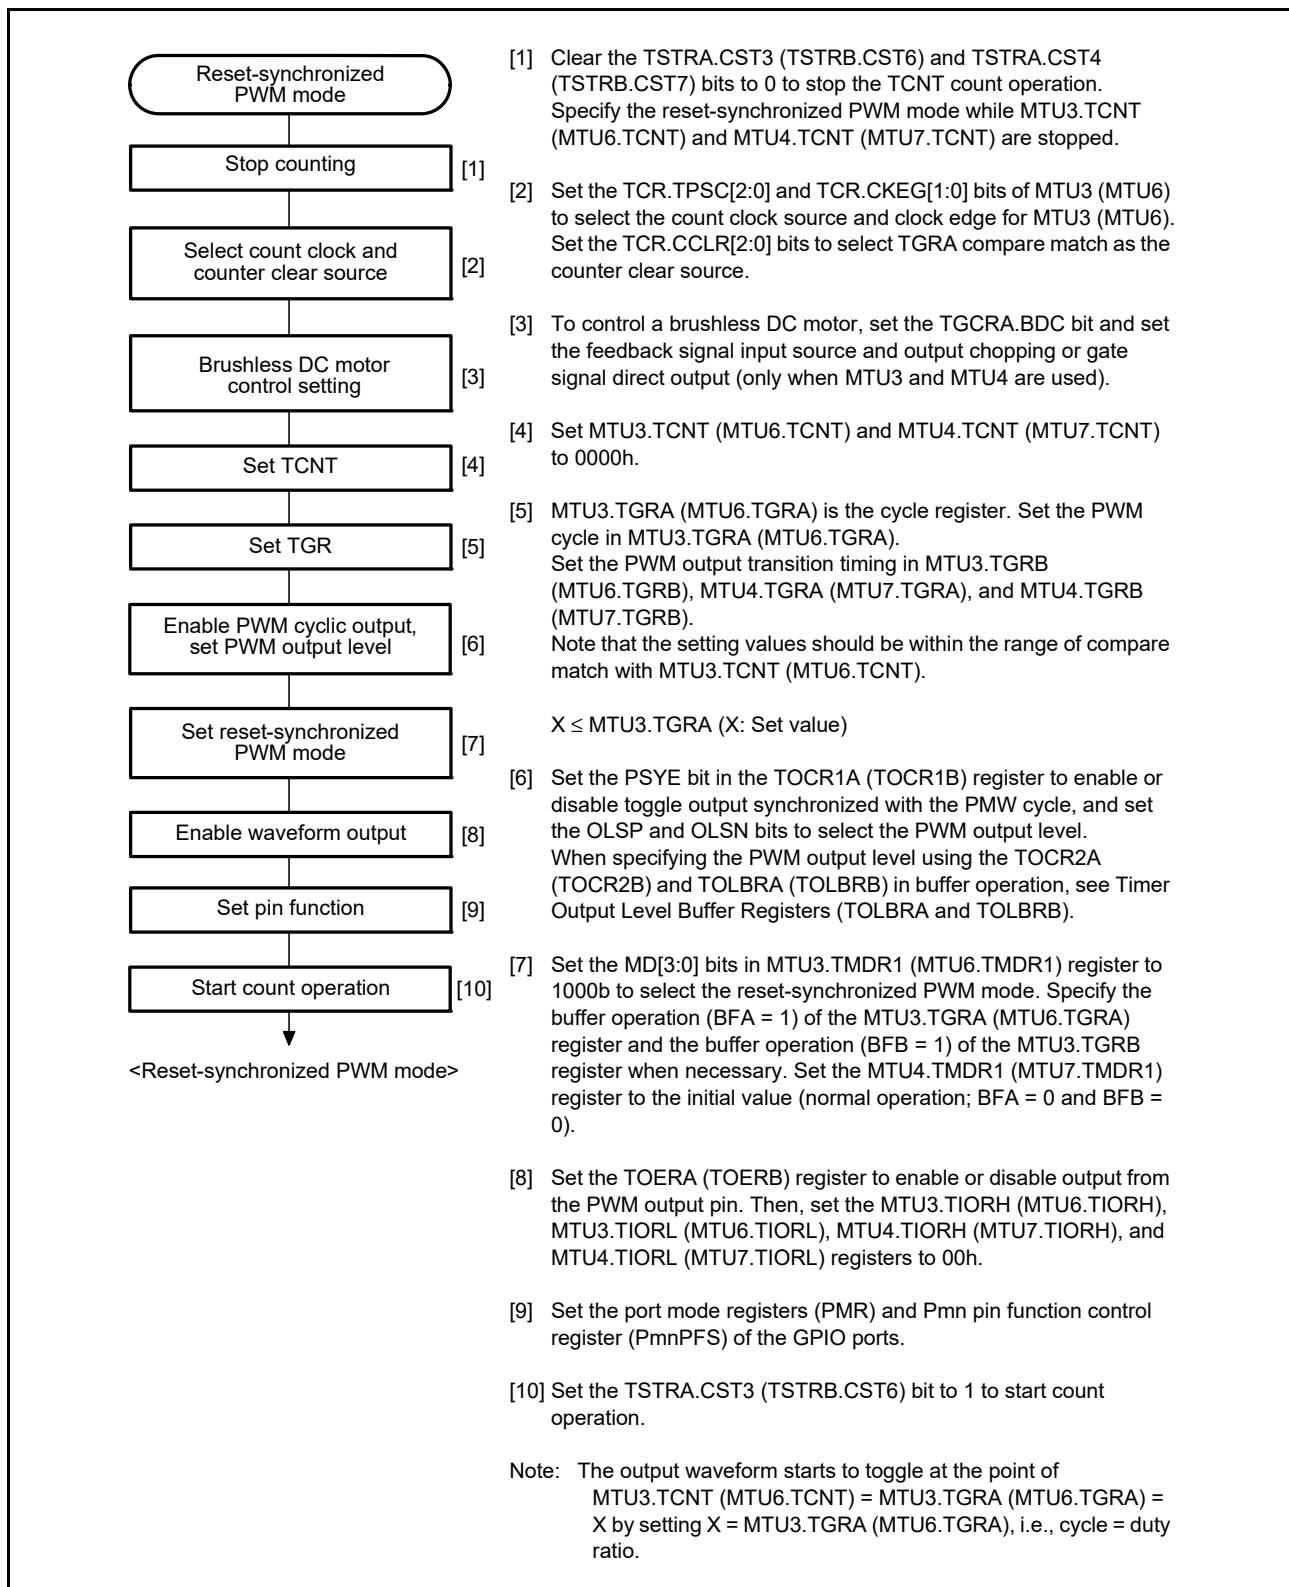 Reset-synchronized
PWM mode
Stop counting
[1]
Select count clock and
counter clear source
[2]
Brushless DC motor
control setting
[3]
Set TCNT
[4]
Set TGR
[5]
Enable PWM cyclic output,
set PWM output level
[6]
Set reset-synchronized
PWM mode
[7]
Enable waveform output
[8]
Set pin function
[9]
Start count operation
[10]
<Reset-synchronized PWM mode>
[1] Clear the TSTRA.CST3 (TSTRB.CST6) and TSTRA.CST4
(TSTRB.CST7) bits to 0 to stop the TCNT count operation.
Specify the reset-synchronized PWM mode while MTU3.TCNT
(MTU6.TCNT) and MTU4.TCNT (MTU7.TCNT) are stopped.
[2] Set the TCR.TPSC[2:0] and TCR.CKEG[1:0] bits of MTU3 (MTU6)
to select the count clock source and clock edge for MTU3 (MTU6).
Set the TCR.CCLR[2:0] bits to select TGRA compare match as the
counter clear source.
[3] To control a brushless DC motor, set the TGCRA.BDC bit and set
the feedback signal input source and output chopping or gate
signal direct output (only when MTU3 and MTU4 are used).
[4] Set MTU3.TCNT (MTU6.TCNT) and MTU4.TCNT (MTU7.TCNT)
to 0000h.
[5] MTU3.TGRA (MTU6.TGRA) is the cycle register. Set the PWM
cycle in MTU3.TGRA (MTU6.TGRA).
Set the PWM output transition timing in MTU3.TGRB
(MTU6.TGRB), MTU4.TGRA (MTU7.TGRA), and MTU4.TGRB
(MTU7.TGRB).
Note that the setting values should be within the range of compare
match with MTU3.TCNT (MTU6.TCNT).
X ≤ MTU3.TGRA (X: Set value)
[6] Set the PSYE bit in the TOCR1A (TOCR1B) register to enable or
disable toggle output synchronized with the PMW cycle, and set
the OLSP and OLSN bits to select the PWM output level.
When specifying the PWM output level using the TOCR2A
(TOCR2B) and TOLBRA (TOLBRB) in buffer operation, see Timer
Output Level Buffer Registers (TOLBRA and TOLBRB).
[7] Set the MD[3:0] bits in MTU3.TMDR1 (MTU6.TMDR1) register to
1000b to select the reset-synchronized PWM mode. Specify the
buffer operation (BFA = 1) of the MTU3.TGRA (MTU6.TGRA)
register and the buffer operation (BFB = 1) of the MTU3.TGRB
register when necessary. Set the MTU4.TMDR1 (MTU7.TMDR1)
register to the initial value (normal operation; BFA = 0 and BFB =
0).
[8] Set the TOERA (TOERB) register to enable or disable output from
the PWM output pin. Then, set the MTU3.TIORH (MTU6.TIORH),
MTU3.TIORL (MTU6.TIORL), MTU4.TIORH (MTU7.TIORH), and
MTU4.TIORL (MTU7.TIORL) registers to 00h.
[9] Set the port mode registers (PMR) and Pmn pin function control
register (PmnPFS) of the GPIO ports.
[10] Set the TSTRA.CST3 (TSTRB.CST6) bit to 1 to start count
operation.
Note: The output waveform starts to toggle at the point of
MTU3.TCNT (MTU6.TCNT) = MTU3.TGRA (MTU6.TGRA) =
X by setting X = MTU3.TGRA (MTU6.TGRA), i.e., cycle = duty
ratio.